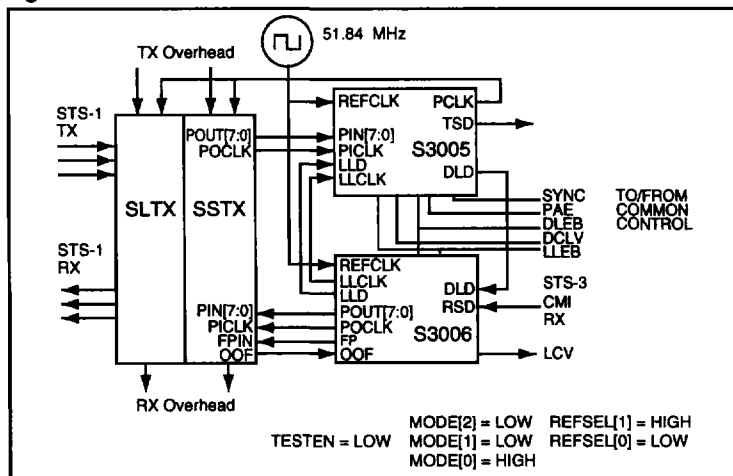 51.84 MHz
TX Overhead
STS-1
TX
REFCLK PCLK
TSD
POUT[7:0] PIN[7:0]
POCLK PICLK S3005
LLD
LLCLK DLD
SLTX SSTX
SYNC TO/FROM
PAE COMMON
DLEB CONTROL
DCLV
LLEB
STS-1
RX
REFCLK
LLCLK DLD STS-3
LLD RSD CMI
PIN[7:0] POUT[7:0] RX
PICLK POCLK
FPIN FP S3006
OOF OOF LCV
RX Overhead
MODE[2] = LOW REFSEL[1] = HIGH
TESTEN = LOW MODE[1] = LOW REFSEL[0] = LOW
MODE[0] = HIGH